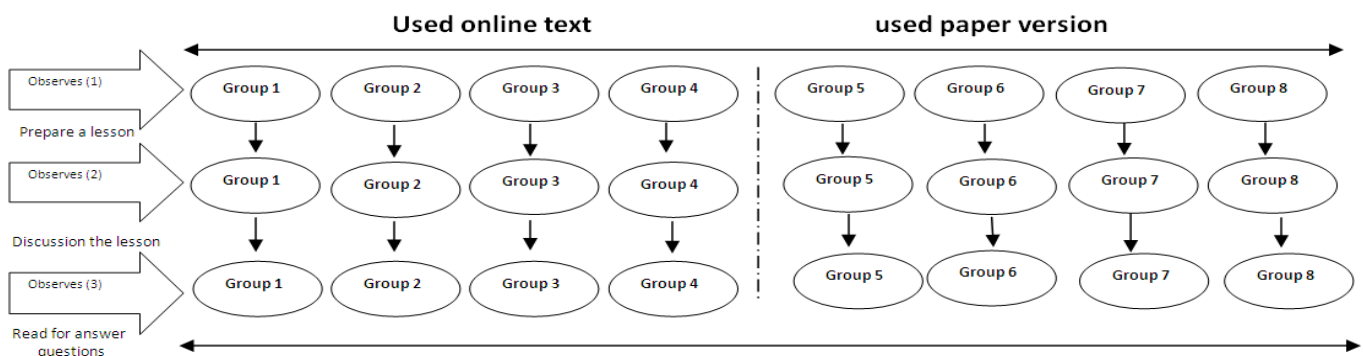 Used online text used paper version
Observes (1) Group 1 Group 2 Group 3 Group 4 Group 5 Group 6 Group 7 Group 8
Prepare a lesson
Observes (2) Group 1 Group 2 Group 3 Group 4 Group 5 Group 6 Group 7 Group 8
Discussion the lesson
Observes (3) Group 1 Group 2 Group 3 Group 4 Group 5 Group 6 Group 7 Group 8
Read for answer
questions